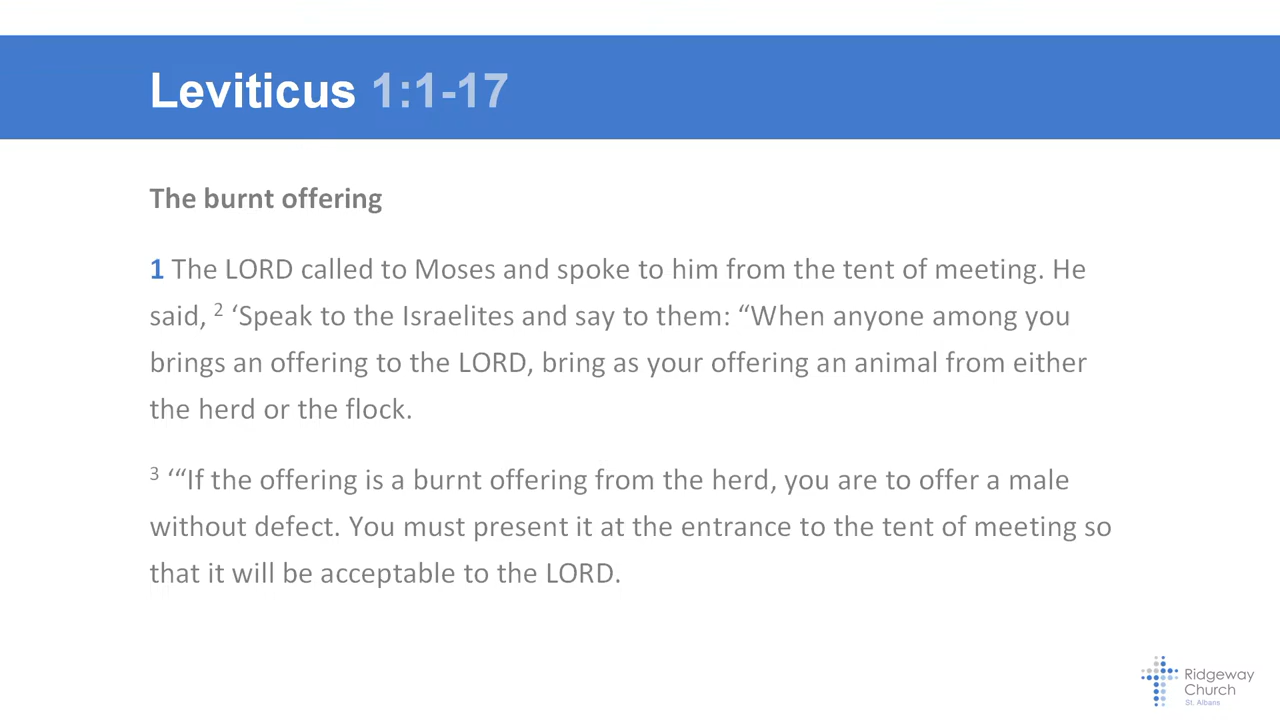 Leviticus 1:1-17
The burnt offering
1 The LORD called to Moses and spoke to him from the tent of meeting. He
said, 2 ‘Speak to the Israelites and say to them: “When anyone among you
brings an offering to the LORD, bring as your offering an animal from either
the herd or the flock.
3 ‘“If the offering is a burnt offering from the herd, you are to offer a male
without defect. You must present it at the entrance to the tent of meeting so
that it will be acceptable to the LORD.
Ridgeway
Church
St. Albans